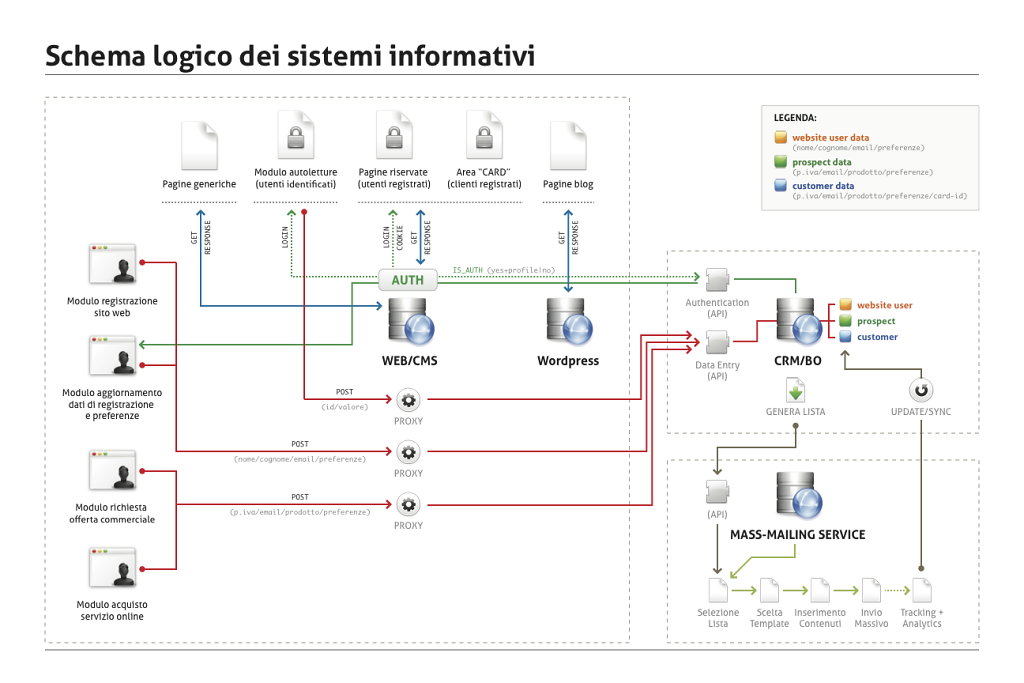 Schema logico dei sistemi informativi
Pagine generiche
Modulo autoletture
(utenti identificati)
Pagine riservate
(utenti registrati)
Area "CARD"
(clienti registrati)
Pagine blog
LEGENDA:
website user data
(nome/cognome/email/preferenze)
prospect data
(p.iva/email/prodotto/preferenze)
customer data
(p.iva/email/prodotto/preferenze/card-id)
GET
RESPONSE
LOGIN
LOGIN
COOKIE
GET
RESPONSE
GET
RESPONSE
AUTH
IS_AUTH (yes+profile|no)
Modulo registrazione
sito web
WEB/CMS
Wordpress
Authentication
(API)
website user
prospect
customer
Data Entry
(API)
CRM/BO
Modulo aggiornamento
dati di registrazione
e preferenze
POST
(id/valore)
PROXY
GENERA LISTA
UPDATE/SYNC
POST
(nome/cognome/email/preferenze)
PROXY
Modulo richiesta
offerta commerciale
POST
(p.iva/email/prodotto/preferenze)
PROXY
(API)
MASS-MAILING SERVICE
Modulo acquisto
servizio online
Selezione
Lista
Scelta
Template
Inserimento
Contenuti
Invio
Massivo
Tracking +
Analytics